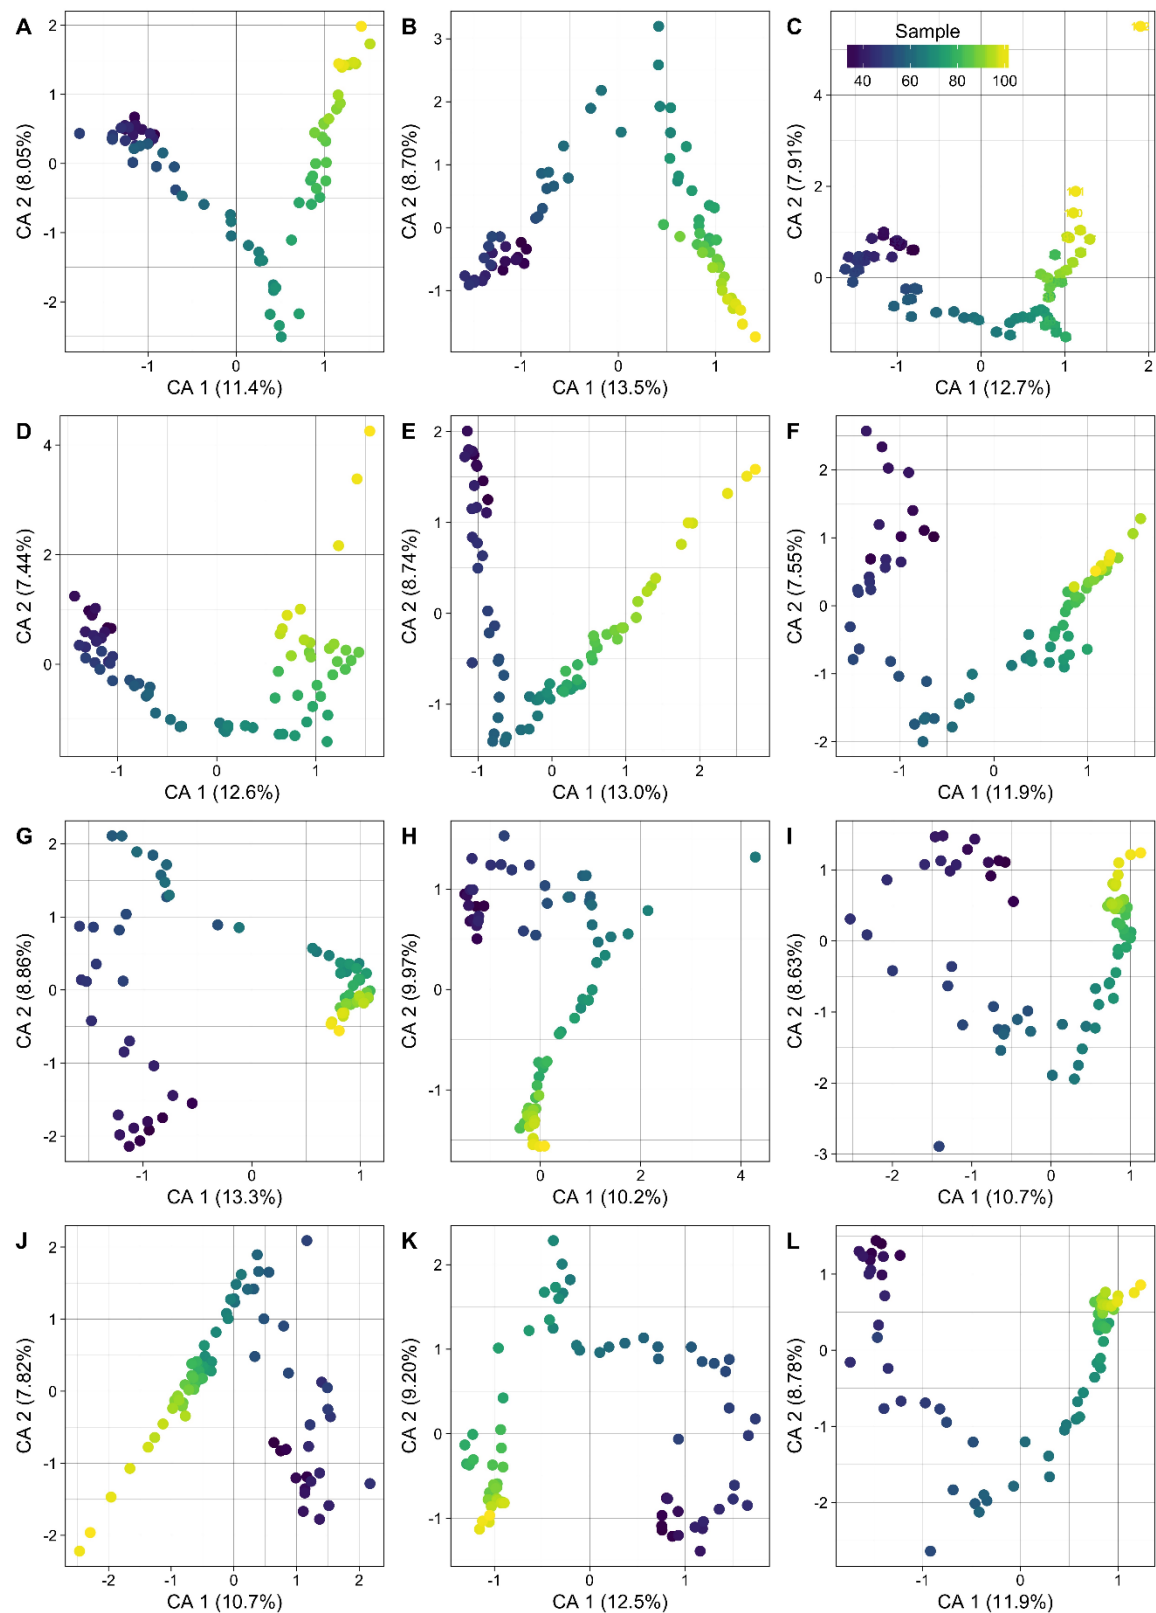 A
2
1
0
-1
-2
CA 2 (8.05%)
-1 0 1
CA 1 (11.4%)
B
3
2
1
0
-1
CA 2 (8.70%)
-1 0 1
CA 1 (13.5%)
C
Sample
40 60 80 100
4
2
0
CA 2 (7.91%)
-1 0 1 2
CA 1 (12.7%)
D
4
2
0
CA 2 (7.44%)
-1 0 1
CA 1 (12.6%)
E
2
1
0
-1
CA 2 (8.74%)
-1 0 1 2
CA 1 (13.0%)
F
2
1
0
-1
-2
CA 2 (7.55%)
-1 0 1
CA 1 (11.9%)
G
2
1
0
-1
-2
CA 2 (8.86%)
-1 0 1
CA 1 (13.3%)
H
1
-1
CA 2 (9.97%)
0 2 4
CA 1 (10.2%)
I
1
0
-1
-2
-3
CA 2 (8.63%)
-2 -1 0 1
CA 1 (10.7%)
J
2
1
0
-1
-2
CA 2 (7.82%)
-2 -1 0 1 2
CA 1 (10.7%)
K
2
1
0
-1
CA 2 (9.20%)
-1 0 1
CA 1 (12.5%)
L
1
0
-1
-2
CA 2 (8.78%)
-1 0 1
CA 1 (11.9%)